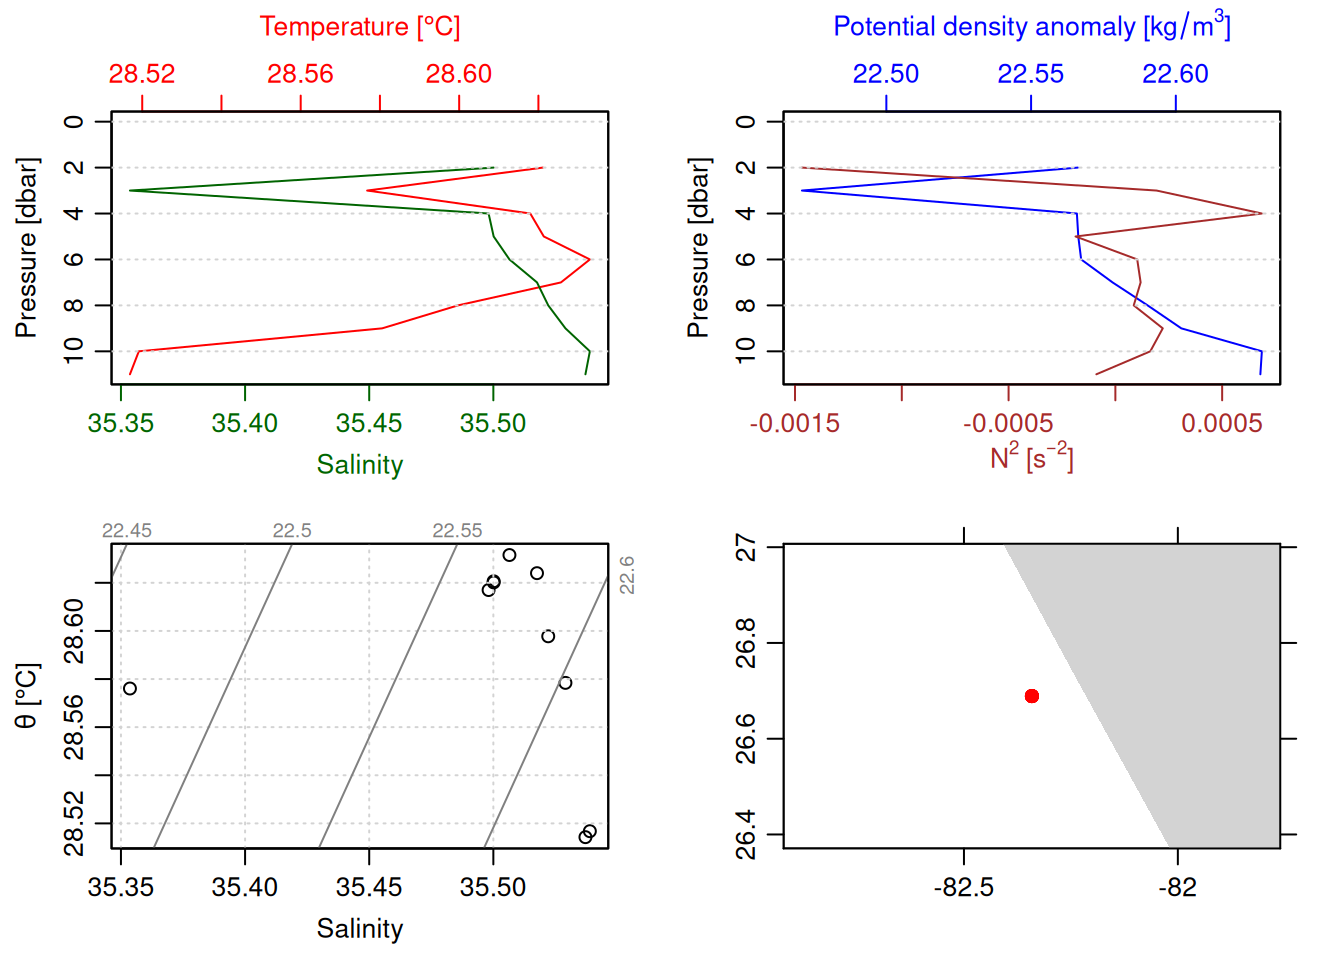 Temperature [°C]
28.52 28.56 28.60
0
2
4
6
8
10
Pressure [dbar]
35.35 35.40 35.45 35.50
Salinity
Potential density anomaly [kg/m³]
22.50 22.55 22.60
0
2
4
6
8
10
Pressure [dbar]
-0.0015 -0.0005 0.0005
N² [s⁻²]
22.45 22.5 22.55
22.6
28.60
28.56
28.52
θ [°C]
35.35 35.40 35.45 35.50
Salinity
27
26.8
26.6
26.4
-82.5 -82